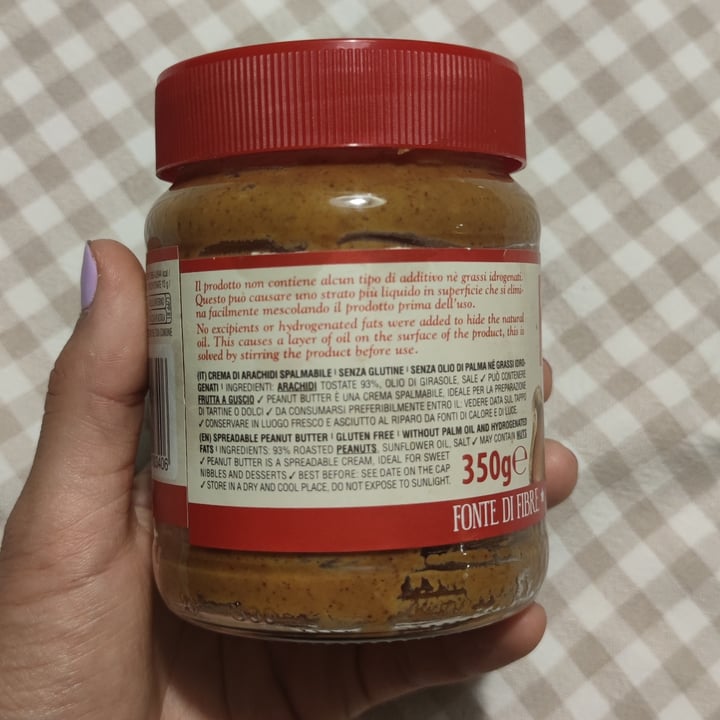 Il prodotto non contiene alcun tipo di additivo nè grassi idrogenati.
Questo può causare uno strato più liquido in superficie che si elimi-
na facilmente mescolando il prodotto prima dell'uso.
No excipients or hydrogenated fats were added to hide the natural
oil. This causes a layer of oil on the surface of the product, this is
solved by stirring the product before use.
(IT) CREMA DI ARACHIDI SPALMABILE | SENZA GLUTINE | SENZA OLIO DI PALMA NÉ GRASSI IDRO-
GENATI | INGREDIENTI: ARACHIDI TOSTATE 93%, OLIO DI GIRASOLE, SALE ✓ PUÒ CONTENERE
FRUTTA A GUSCIO ✓ PEANUT BUTTER È UNA CREMA SPALMABILE, IDEALE PER LA PREPARAZIONE
DI TARTINE O DOLCI ✓ DA CONSUMARSI PREFERIBILMENTE ENTRO IL: VEDERE DATA SUL TAPPO
✓ CONSERVARE IN LUOGO FRESCO E ASCIUTTO AL RIPARO DA FONTI DI CALORE E DI LUCE.
(EN) SPREADABLE PEANUT BUTTER | GLUTEN FREE | WITHOUT PALM OIL AND HYDROGENATED
FATS | INGREDIENTS: 93% ROASTED PEANUTS, SUNFLOWER OIL, SALT ✓ MAY CONTAIN NUTS
✓ PEANUT BUTTER IS A SPREADABLE CREAM, IDEAL FOR SWEET
NIBBLES AND DESSERTS ✓ BEST BEFORE: SEE DATE ON THE CAP
✓ STORE IN A DRY AND COOL PLACE, DO NOT EXPOSE TO SUNLIGHT.
350g℮
FONTE DI FIBRE